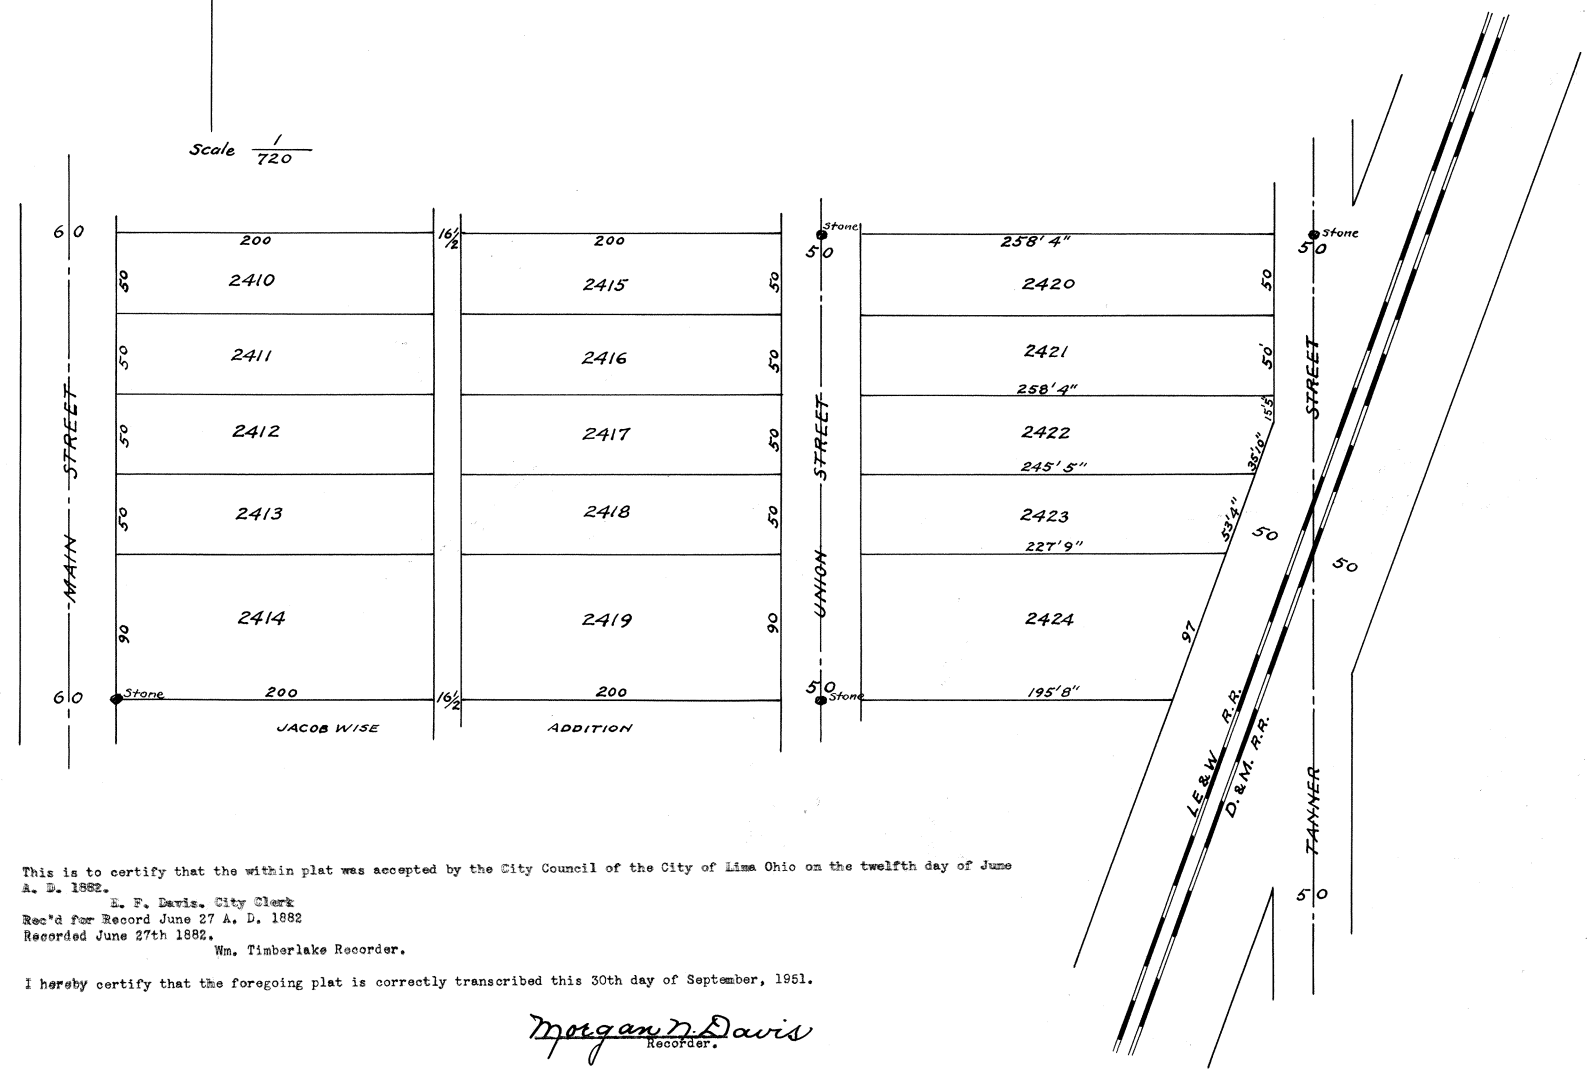 Scale 1/720
60
200
16½
200
Stone
50
258' 4"
Stone
50
50
2410
2415
50
2420
50
50
2411
2416
50
2421
50'
258' 4"
15'5"
50
2412
2417
50
2422
35'10"
245' 5"
50
2413
2418
50
2423
53'4"
227'9"
50
50
90
2414
2419
90
2424
97
MAIN STREET
UNION STREET
TANNER STREET
60
Stone
200
16½
200
50
Stone
195'8"
JACOB WISE ADDITION
L E & W R.R.
D. & M. R.R.
50
This is to certify that the within plat was accepted by the City Council of the City of Lima Ohio on the twelfth day of June
A. D. 1882.
E. F. Davis. City Clerk
Rec'd for Record June 27 A. D. 1882
Recorded June 27th 1882.
Wm. Timberlake Recorder.
I hereby certify that the foregoing plat is correctly transcribed this 30th day of September, 1951.
Morgan N. Davis
Recorder.